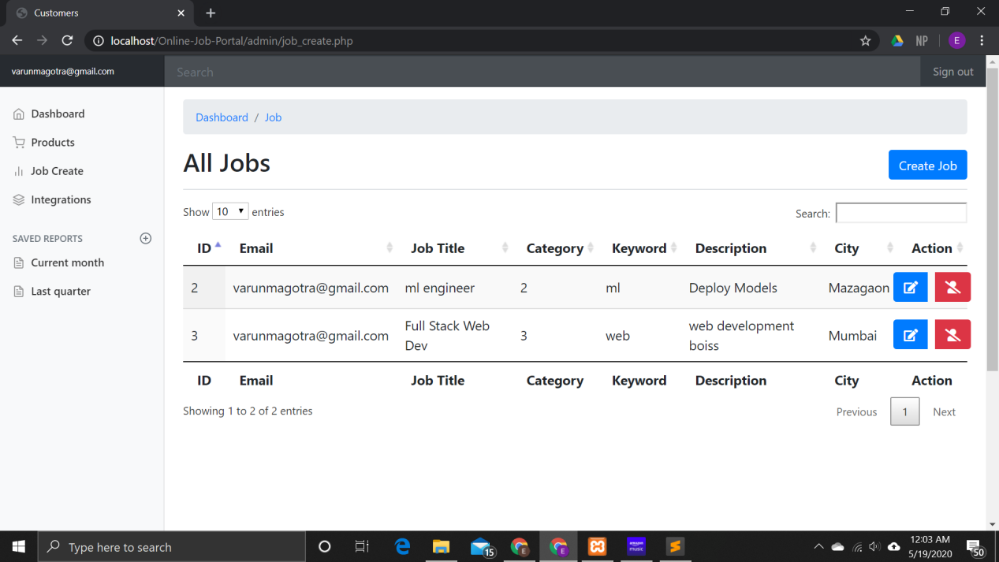 Customers
localhost/Online-Job-Portal/admin/job_create.php
NP
E
varunmagotra@gmail.com
Search
Sign out
Dashboard
Products
Job Create
Integrations
SAVED REPORTS
Current month
Last quarter
Dashboard / Job
All Jobs
Create Job
Show 10 entries
Search:
ID Email Job Title Category Keyword Description City Action
2 varunmagotra@gmail.com ml engineer 2 ml Deploy Models Mazagaon
3 varunmagotra@gmail.com Full Stack Web Dev 3 web web development boiss Mumbai
ID Email Job Title Category Keyword Description City Action
Showing 1 to 2 of 2 entries
Previous 1 Next
Type here to search
15
E
E
amazon music
12:03 AM
5/19/2020
50